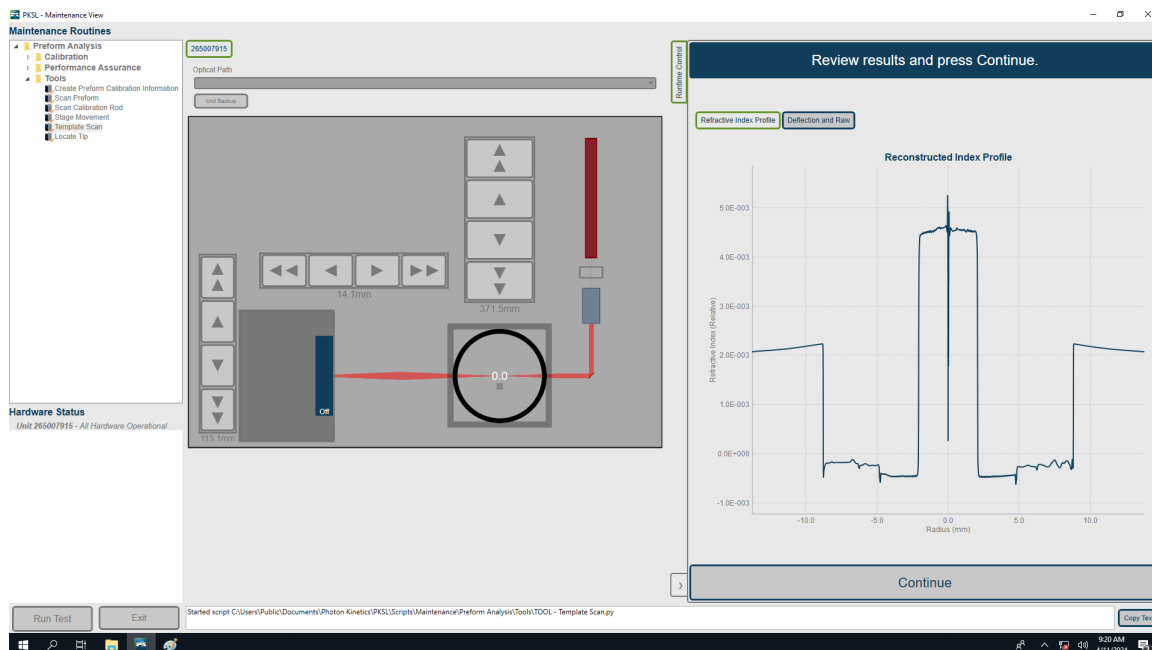 PKSL - Maintenance View
Maintenance Routines
Preform Analysis
Calibration
Performance Assurance
Tools
Create Preform Calibration Information
Scan Preform
Scan Calibration Rod
Stage Movement
Template Scan
Locate Tip
Hardware Status
Unit 265007915 - All Hardware Operational
265007915
Optical Path
Unit Backup
14.1mm
371.5mm
113.1mm
Off
0.0
Runtime Control
Review results and press Continue.
Refractive Index Profile
Deflection and Raw
Reconstructed Index Profile
Refractive Index (Relative)
5.0E-003
4.0E-003
3.0E-003
2.0E-003
1.0E-003
0.0E+000
-1.0E-003
-10.0 -5.0 0.0 5.0 10.0
Radius (mm)
Continue
Run Test
Exit
Started script C:\Users\Public\Documents\Photon Kinetics\PKSL\Scripts\Maintenance\Preform Analysis\Tools\TOOL - Template Scan.py
Copy Tex
9:20 AM
4/11/2024